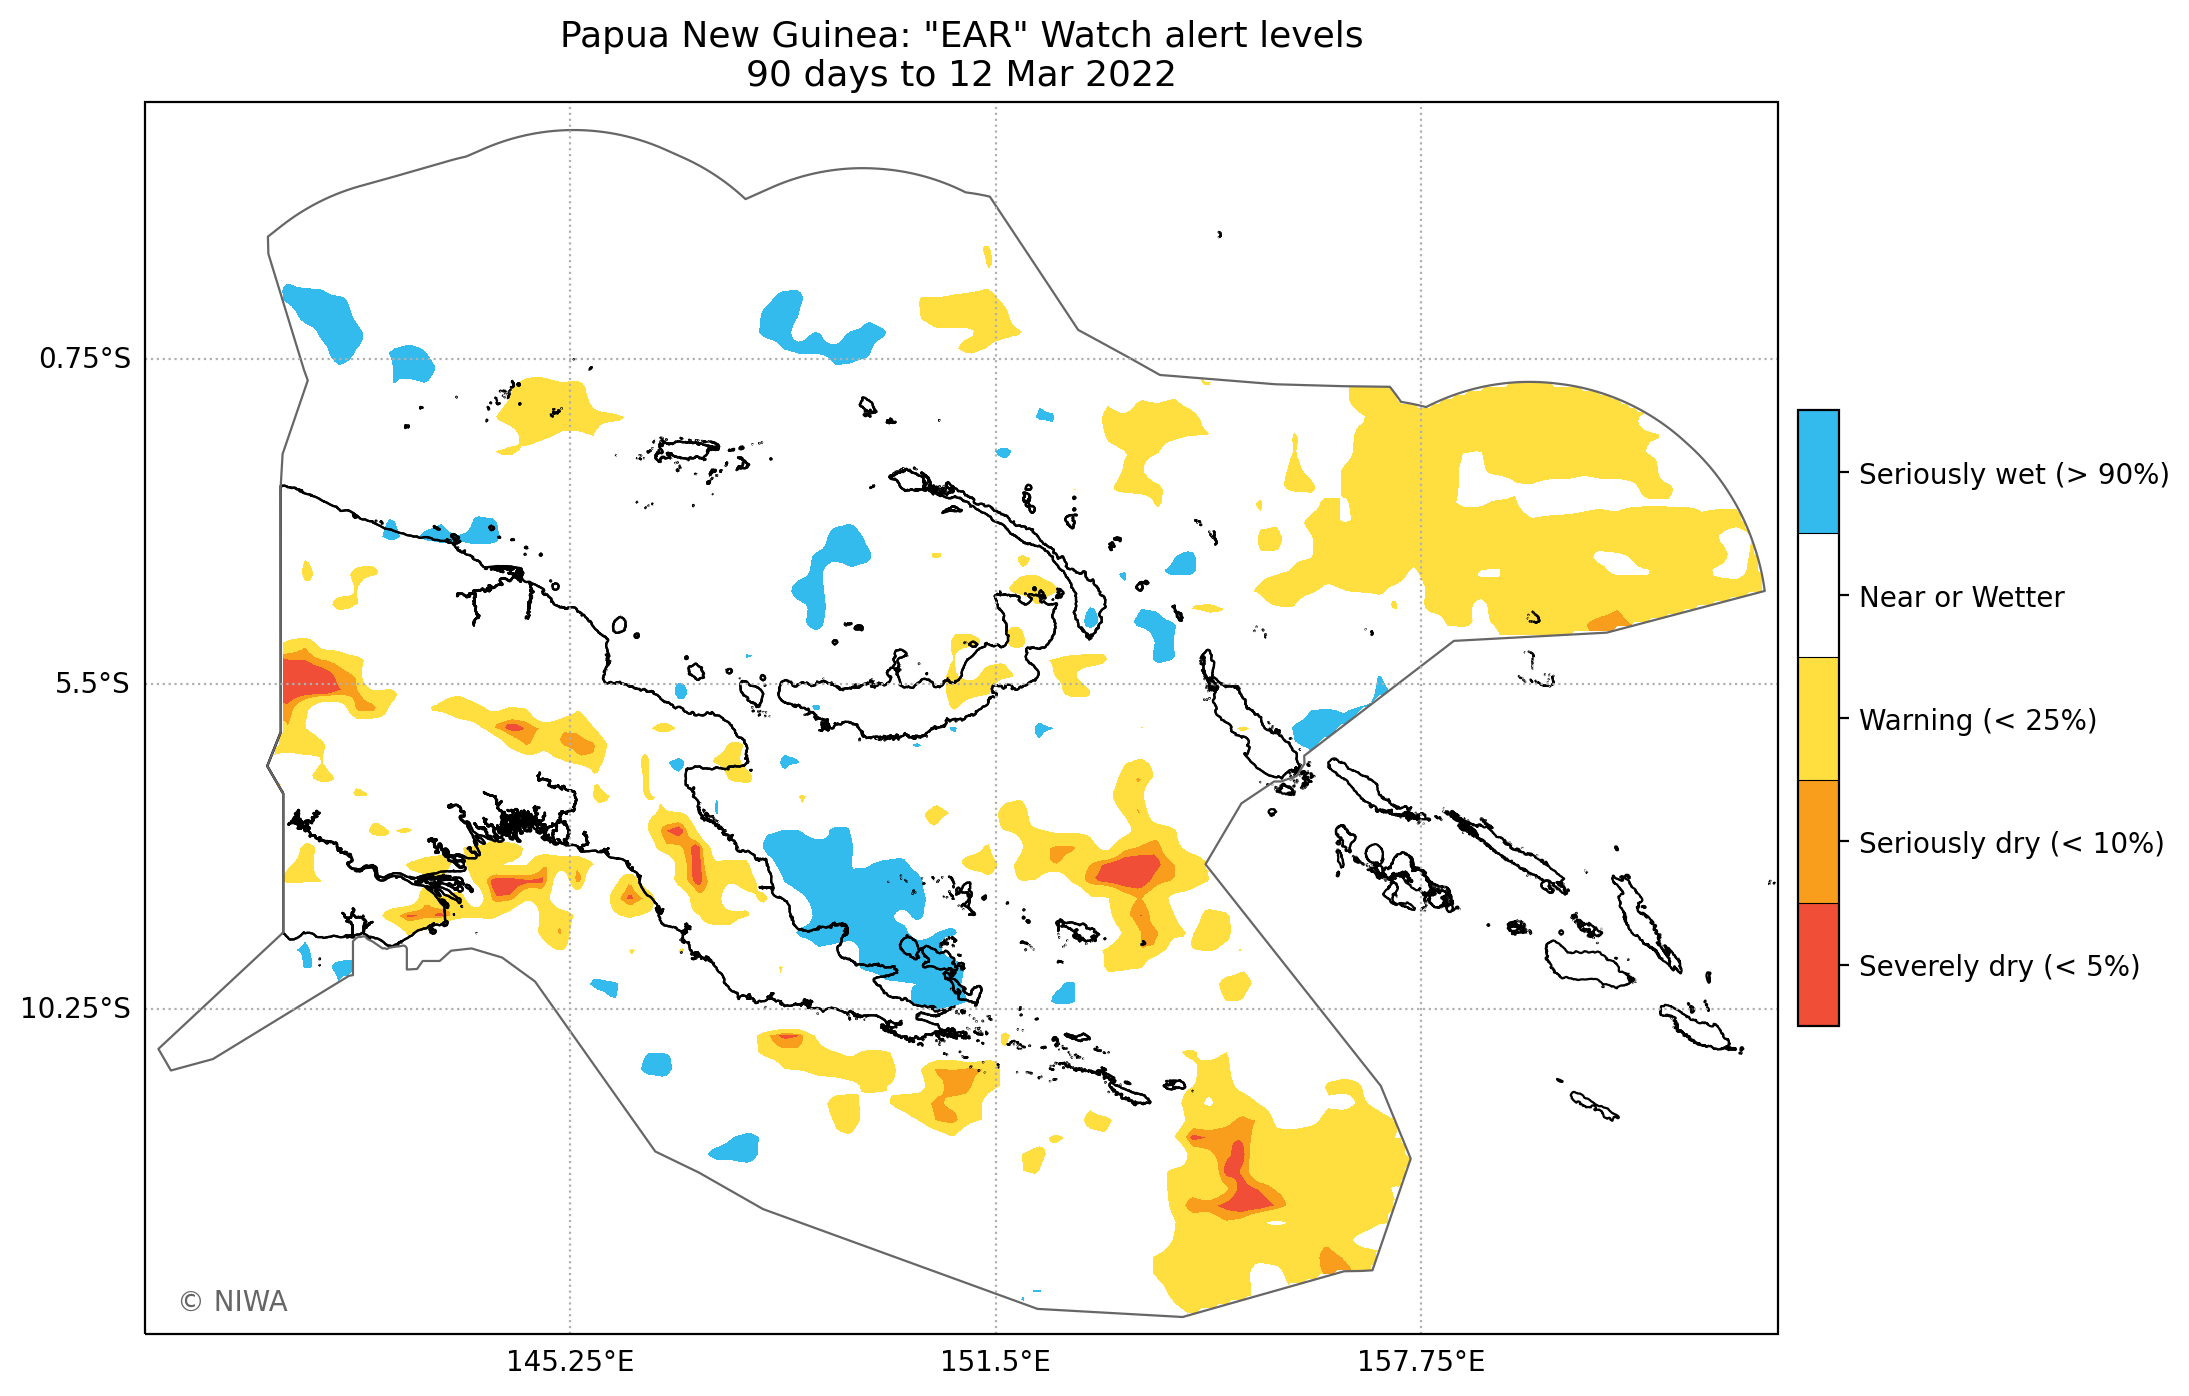 Papua New Guinea: "EAR" Watch alert levels
90 days to 12 Mar 2022
0.75°S
5.5°S
10.25°S
145.25°E
151.5°E
157.75°E
Seriously wet (> 90%)
Near or Wetter
Warning (< 25%)
Seriously dry (< 10%)
Severely dry (< 5%)
© NIWA